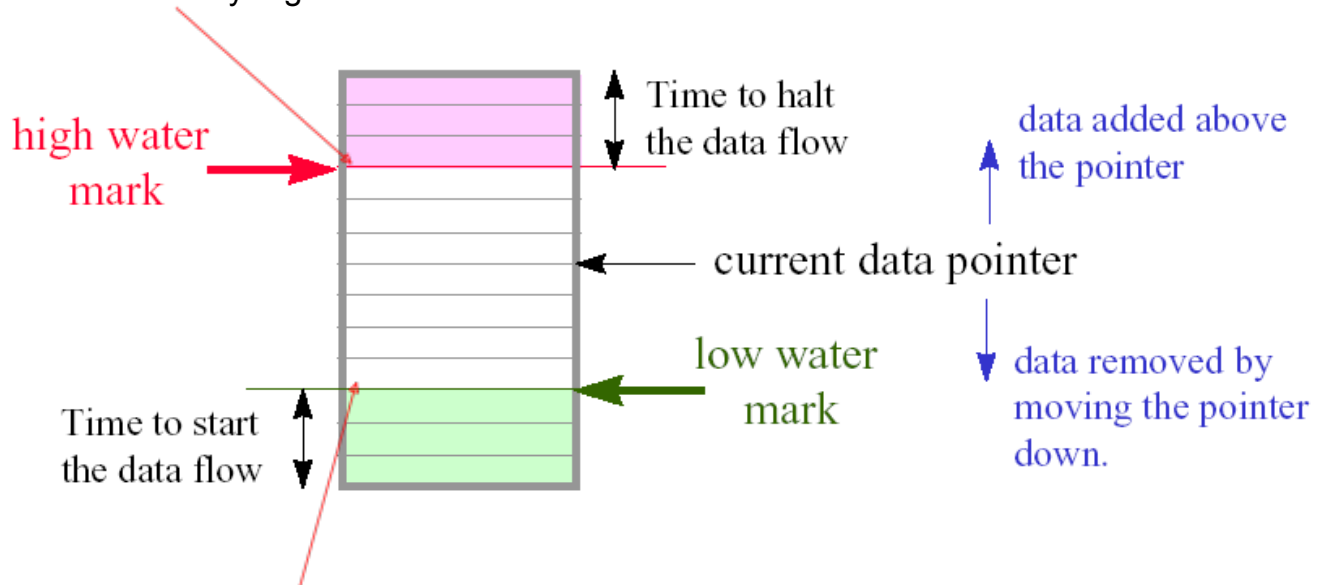 Time to halt
the data flow
high water
mark
data added above
the pointer
current data pointer
low water
mark
Time to start
the data flow
data removed by
moving the pointer
down.